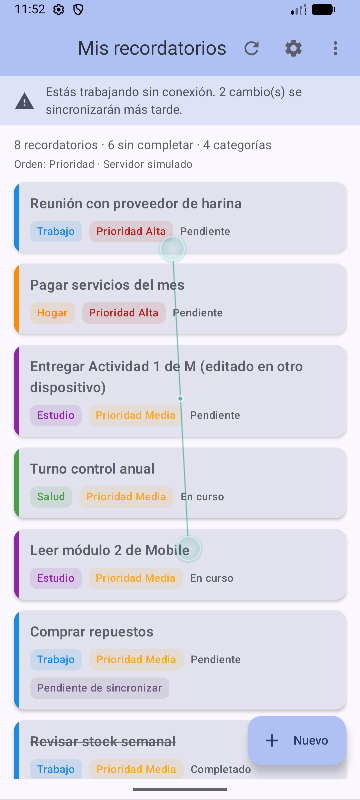 11:52
Mis recordatorios
Estás trabajando sin conexión. 2 cambio(s) se
sincronizarán más tarde.
8 recordatorios · 6 sin completar · 4 categorías
Orden: Prioridad · Servidor simulado
Reunión con proveedor de harina
Trabajo Prioridad Alta Pendiente
Pagar servicios del mes
Hogar Prioridad Alta Pendiente
Entregar Actividad 1 de M (editado en otro
dispositivo)
Estudio Prioridad Media Pendiente
Turno control anual
Salud Prioridad Media En curso
Leer módulo 2 de Mobile
Estudio Prioridad Media En curso
Comprar repuestos
Trabajo Prioridad Media Pendiente
Pendiente de sincronizar
Revisar stock semanal
Trabajo Prioridad Media Completado
+ Nuevo